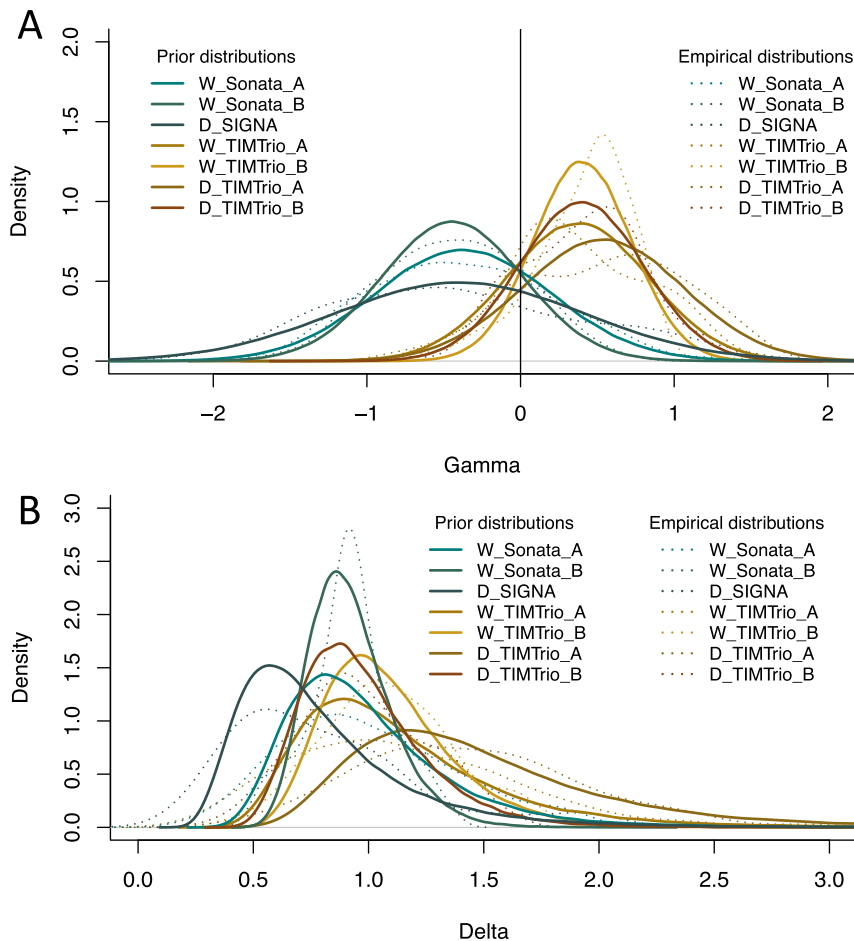 A
Prior distributions
W_Sonata_A
W_Sonata_B
D_SIGNA
W_TIMTrio_A
W_TIMTrio_B
D_TIMTrio_A
D_TIMTrio_B
Empirical distributions
W_Sonata_A
W_Sonata_B
D_SIGNA
W_TIMTrio_A
W_TIMTrio_B
D_TIMTrio_A
D_TIMTrio_B
Density
2.0
1.5
1.0
0.5
0.0
−2 −1 0 1 2
Gamma
B
Prior distributions
W_Sonata_A
W_Sonata_B
D_SIGNA
W_TIMTrio_A
W_TIMTrio_B
D_TIMTrio_A
D_TIMTrio_B
Empirical distributions
W_Sonata_A
W_Sonata_B
D_SIGNA
W_TIMTrio_A
W_TIMTrio_B
D_TIMTrio_A
D_TIMTrio_B
Density
3.0
2.5
2.0
1.5
1.0
0.5
0.0
0.0 0.5 1.0 1.5 2.0 2.5 3.0
Delta